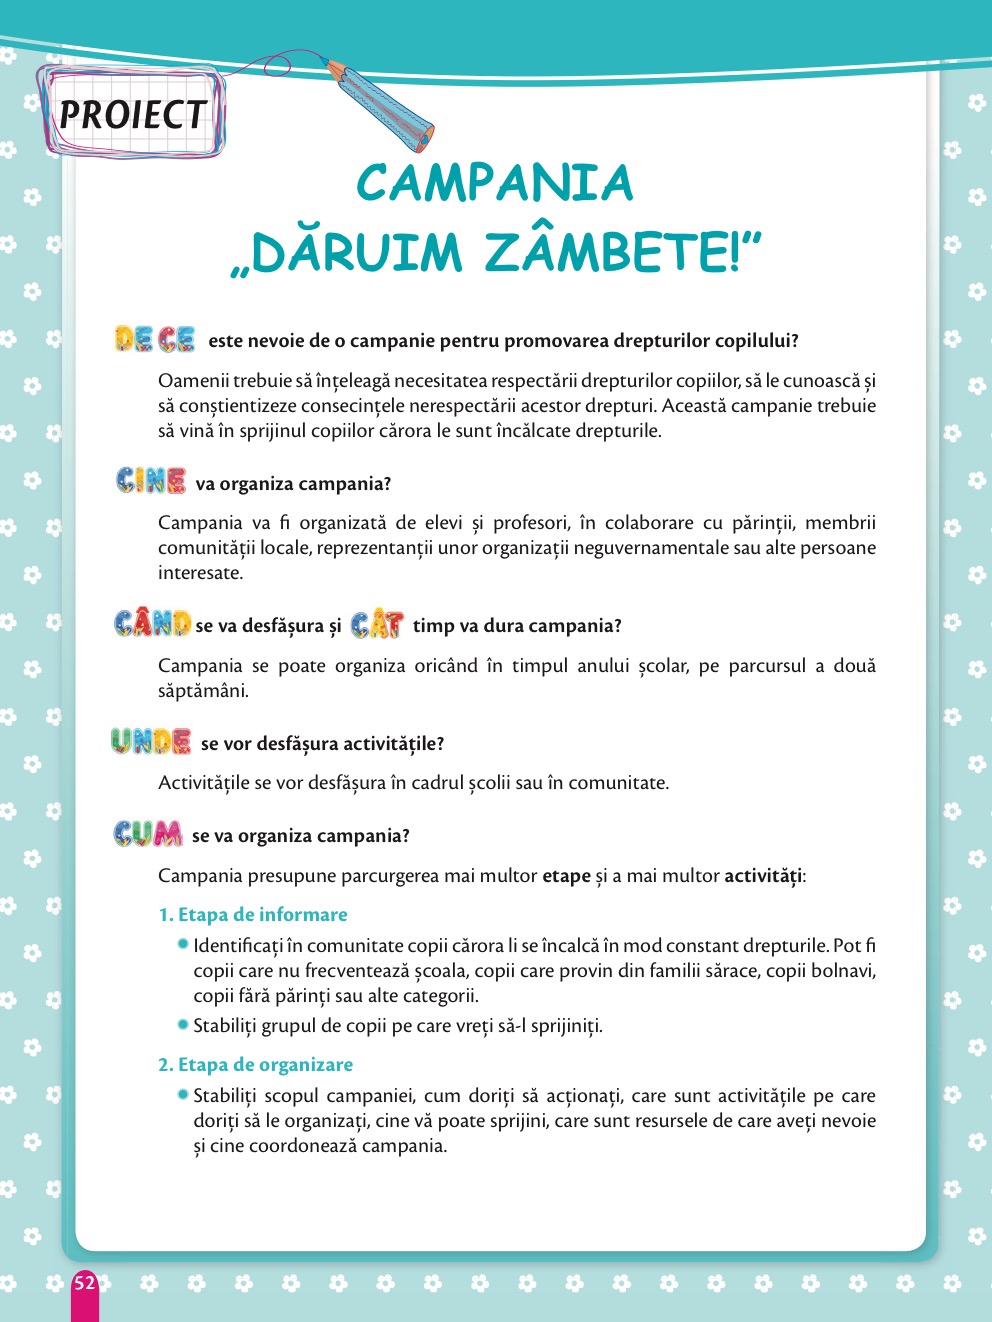 PROIECT
CAMPANIA
„DĂRUIM ZÂMBETE!”
DE CE este nevoie de o campanie pentru promovarea drepturilor copilului?
Oamenii trebuie să înțeleagă necesitatea respectării drepturilor copiilor, să le cunoască și
să conștientizeze consecințele nerespectării acestor drepturi. Această campanie trebuie
să vină în sprijinul copiilor cărora le sunt încălcate drepturile.
CINE va organiza campania?
Campania va fi organizată de elevi și profesori, în colaborare cu părinții, membrii
comunității locale, reprezentanții unor organizații neguvernamentale sau alte persoane
interesate.
CÂND se va desfășura și CÂT timp va dura campania?
Campania se poate organiza oricând în timpul anului școlar, pe parcursul a două
săptămâni.
UNDE se vor desfășura activitățile?
Activitățile se vor desfășura în cadrul școlii sau în comunitate.
CUM se va organiza campania?
Campania presupune parcurgerea mai multor etape și a mai multor activități:
1. Etapa de informare
• Identificați în comunitate copii cărora li se încalcă în mod constant drepturile. Pot fi
copii care nu frecventează școala, copii care provin din familii sărace, copii bolnavi,
copii fără părinți sau alte categorii.
• Stabiliți grupul de copii pe care vreți să-l sprijiniți.
2. Etapa de organizare
• Stabiliți scopul campaniei, cum doriți să acționați, care sunt activitățile pe care
doriți să le organizați, cine vă poate sprijini, care sunt resursele de care aveți nevoie
și cine coordonează campania.
52